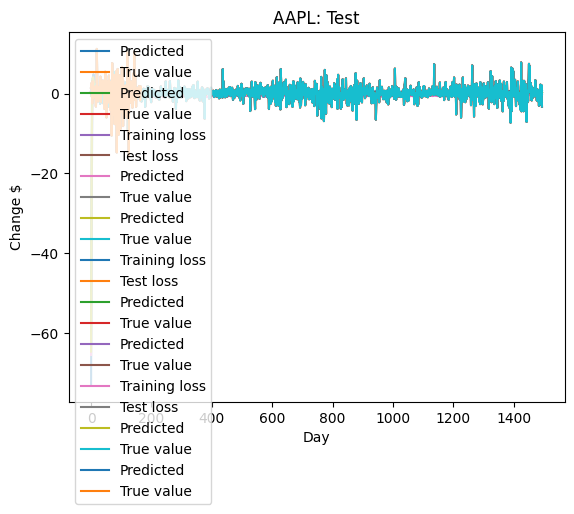 AAPL: Test
Predicted
True value
Predicted
True value
Training loss
Test loss
Predicted
True value
Predicted
True value
Training loss
Test loss
Predicted
True value
Predicted
True value
Training loss
Test loss
Predicted
True value
Predicted
True value
0
−20
−40
−60
Change $
0 200 400 600 800 1000 1200 1400
Day